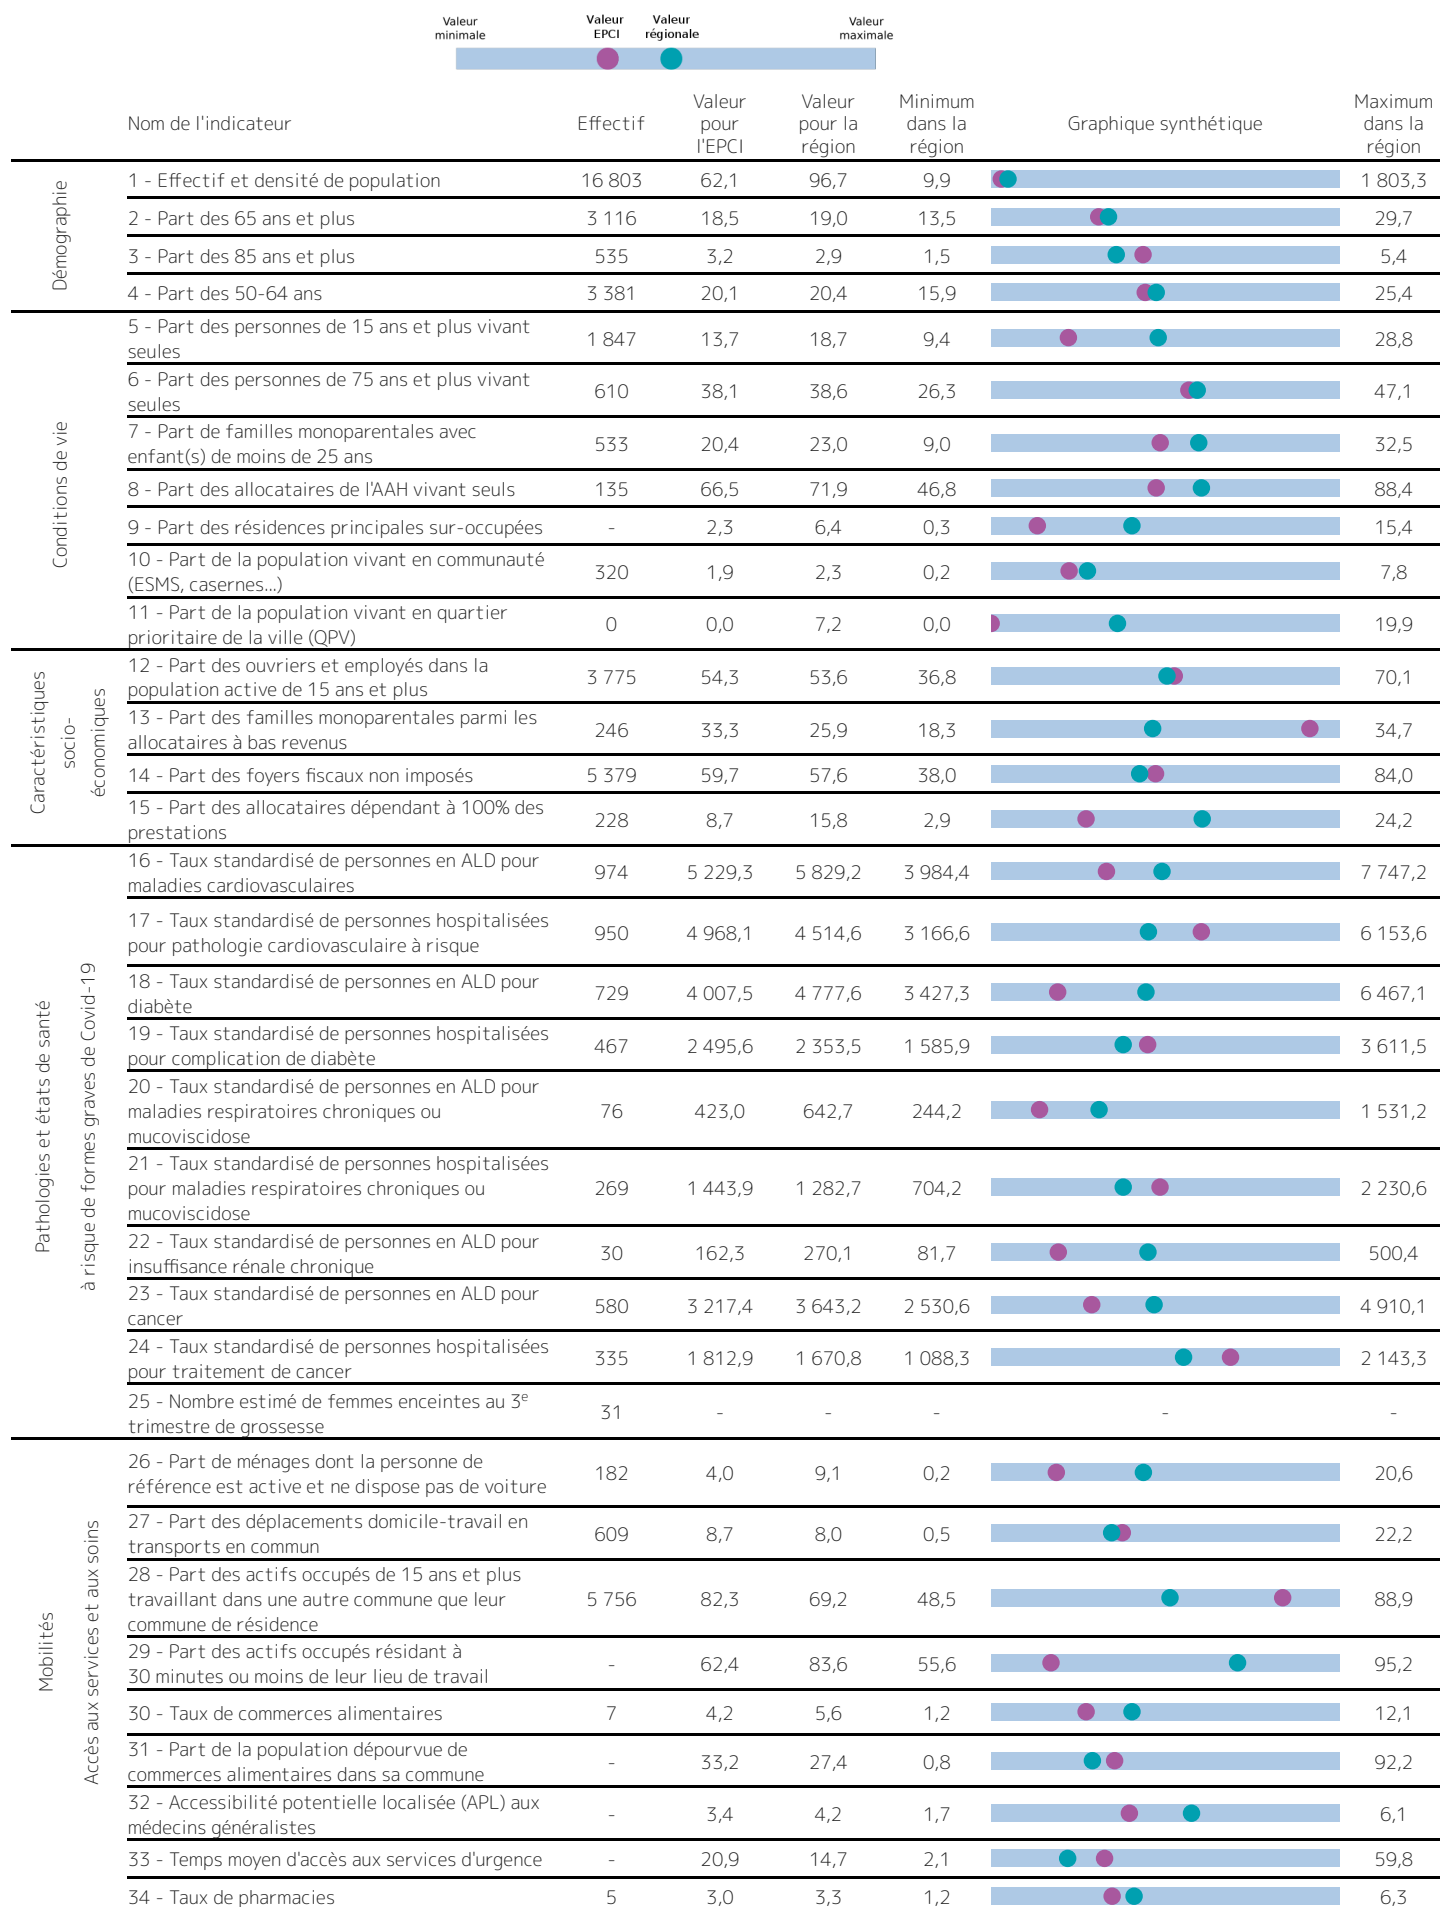 Valeur minimale
Valeur EPCI
Valeur régionale
Valeur maximale
Nom de l'indicateur
Effectif
Valeur pour l'EPCI
Valeur pour la région
Minimum dans la région
Graphique synthétique
Maximum dans la région
Démographie
1 - Effectif et densité de population 16 803 62,1 96,7 9,9 1 803,3
2 - Part des 65 ans et plus 3 116 18,5 19,0 13,5 29,7
3 - Part des 85 ans et plus 535 3,2 2,9 1,5 5,4
4 - Part des 50-64 ans 3 381 20,1 20,4 15,9 25,4
Conditions de vie
5 - Part des personnes de 15 ans et plus vivant
seules 1 847 13,7 18,7 9,4 28,8
6 - Part des personnes de 75 ans et plus vivant
seules 610 38,1 38,6 26,3 47,1
7 - Part de familles monoparentales avec
enfant(s) de moins de 25 ans 533 20,4 23,0 9,0 32,5
8 - Part des allocataires de l'AAH vivant seuls 135 66,5 71,9 46,8 88,4
9 - Part des résidences principales sur-occupées - 2,3 6,4 0,3 15,4
10 - Part de la population vivant en communauté
(ESMS, casernes...) 320 1,9 2,3 0,2 7,8
11 - Part de la population vivant en quartier
prioritaire de la ville (QPV) 0 0,0 7,2 0,0 19,9
Caractéristiques
socio-
économiques
12 - Part des ouvriers et employés dans la
population active de 15 ans et plus 3 775 54,3 53,6 36,8 70,1
13 - Part des familles monoparentales parmi les
allocataires à bas revenus 246 33,3 25,9 18,3 34,7
14 - Part des foyers fiscaux non imposés 5 379 59,7 57,6 38,0 84,0
15 - Part des allocataires dépendant à 100% des
prestations 228 8,7 15,8 2,9 24,2
Pathologies et états de santé
à risque de formes graves de Covid-19
16 - Taux standardisé de personnes en ALD pour
maladies cardiovasculaires 974 5 229,3 5 829,2 3 984,4 7 747,2
17 - Taux standardisé de personnes hospitalisées
pour pathologie cardiovasculaire à risque 950 4 968,1 4 514,6 3 166,6 6 153,6
18 - Taux standardisé de personnes en ALD pour
diabète 729 4 007,5 4 777,6 3 427,3 6 467,1
19 - Taux standardisé de personnes hospitalisées
pour complication de diabète 467 2 495,6 2 353,5 1 585,9 3 611,5
20 - Taux standardisé de personnes en ALD pour
maladies respiratoires chroniques ou 76 423,0 642,7 244,2 1 531,2
mucoviscidose
21 - Taux standardisé de personnes hospitalisées
pour maladies respiratoires chroniques ou 269 1 443,9 1 282,7 704,2 2 230,6
mucoviscidose
22 - Taux standardisé de personnes en ALD pour
insuffisance rénale chronique 30 162,3 270,1 81,7 500,4
23 - Taux standardisé de personnes en ALD pour
cancer 580 3 217,4 3 643,2 2 530,6 4 910,1
24 - Taux standardisé de personnes hospitalisées
pour traitement de cancer 335 1 812,9 1 670,8 1 088,3 2 143,3
25 - Nombre estimé de femmes enceintes au 3e
trimestre de grossesse 31 - - - - -
Mobilités
Accès aux services et aux soins
26 - Part de ménages dont la personne de
référence est active et ne dispose pas de voiture 182 4,0 9,1 0,2 20,6
27 - Part des déplacements domicile-travail en
transports en commun 609 8,7 8,0 0,5 22,2
28 - Part des actifs occupés de 15 ans et plus
travaillant dans une autre commune que leur 5 756 82,3 69,2 48,5 88,9
commune de résidence
29 - Part des actifs occupés résidant à
30 minutes ou moins de leur lieu de travail - 62,4 83,6 55,6 95,2
30 - Taux de commerces alimentaires 7 4,2 5,6 1,2 12,1
31 - Part de la population dépourvue de
commerces alimentaires dans sa commune - 33,2 27,4 0,8 92,2
32 - Accessibilité potentielle localisée (APL) aux
médecins généralistes - 3,4 4,2 1,7 6,1
33 - Temps moyen d'accès aux services d'urgence - 20,9 14,7 2,1 59,8
34 - Taux de pharmacies 5 3,0 3,3 1,2 6,3